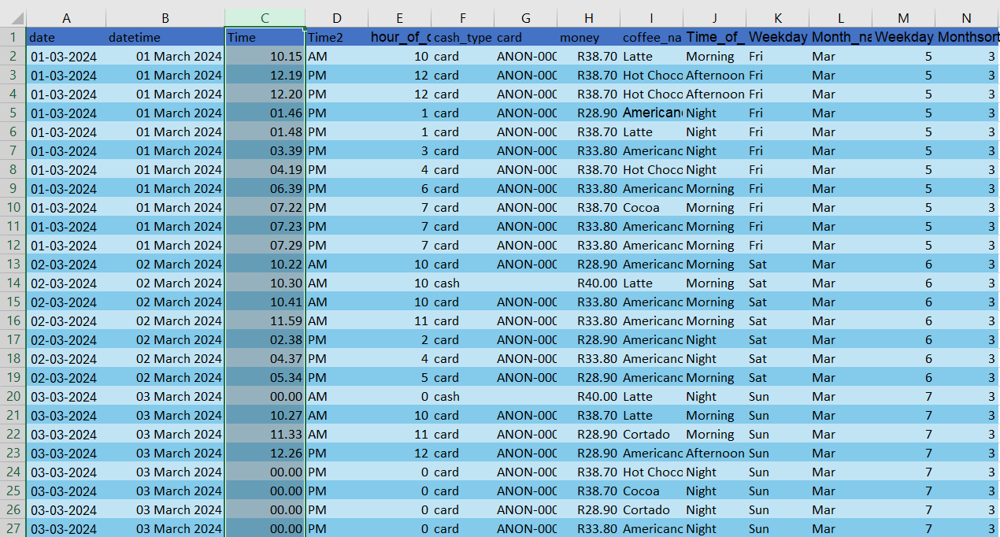 A B C D E F G H I J K L M N
1 date datetime Time Time2 hour_of_d cash_type card money coffee_na Time_of_ Weekday Month_na Weekday Monthsort
2 01-03-2024 01 March 2024 10.15 AM 10 card ANON-000 R38.70 Latte Morning Fri Mar 5 3
3 01-03-2024 01 March 2024 12.19 PM 12 card ANON-000 R38.70 Hot Choco Afternoon Fri Mar 5 3
4 01-03-2024 01 March 2024 12.20 PM 12 card ANON-000 R38.70 Hot Choco Afternoon Fri Mar 5 3
5 01-03-2024 01 March 2024 01.46 PM 1 card ANON-000 R28.90 American Night Fri Mar 5 3
6 01-03-2024 01 March 2024 01.48 PM 1 card ANON-000 R38.70 Latte Night Fri Mar 5 3
7 01-03-2024 01 March 2024 03.39 PM 3 card ANON-000 R33.80 Americano Night Fri Mar 5 3
8 01-03-2024 01 March 2024 04.19 PM 4 card ANON-000 R38.70 Hot Choco Night Fri Mar 5 3
9 01-03-2024 01 March 2024 06.39 PM 6 card ANON-000 R33.80 Americano Morning Fri Mar 5 3
10 01-03-2024 01 March 2024 07.22 PM 7 card ANON-000 R38.70 Cocoa Morning Fri Mar 5 3
11 01-03-2024 01 March 2024 07.23 PM 7 card ANON-000 R33.80 Americano Morning Fri Mar 5 3
12 01-03-2024 01 March 2024 07.29 PM 7 card ANON-000 R33.80 Americano Morning Fri Mar 5 3
13 02-03-2024 02 March 2024 10.22 AM 10 card ANON-000 R28.90 Americano Morning Sat Mar 6 3
14 02-03-2024 02 March 2024 10.30 AM 10 cash R40.00 Latte Morning Sat Mar 6 3
15 02-03-2024 02 March 2024 10.41 AM 10 card ANON-000 R33.80 Americano Morning Sat Mar 6 3
16 02-03-2024 02 March 2024 11.59 AM 11 card ANON-000 R33.80 Americano Morning Sat Mar 6 3
17 02-03-2024 02 March 2024 02.38 PM 2 card ANON-000 R28.90 Americano Night Sat Mar 6 3
18 02-03-2024 02 March 2024 04.37 PM 4 card ANON-000 R33.80 Americano Night Sat Mar 6 3
19 02-03-2024 02 March 2024 05.34 PM 5 card ANON-000 R28.90 Americano Morning Sat Mar 6 3
20 03-03-2024 03 March 2024 00.00 AM 0 cash R40.00 Latte Night Sun Mar 7 3
21 03-03-2024 03 March 2024 10.27 AM 10 card ANON-000 R38.70 Latte Morning Sun Mar 7 3
22 03-03-2024 03 March 2024 11.33 AM 11 card ANON-000 R28.90 Cortado Morning Sun Mar 7 3
23 03-03-2024 03 March 2024 12.26 PM 12 card ANON-000 R28.90 Americano Afternoon Sun Mar 7 3
24 03-03-2024 03 March 2024 00.00 PM 0 card ANON-000 R38.70 Hot Choco Night Sun Mar 7 3
25 03-03-2024 03 March 2024 00.00 PM 0 card ANON-000 R38.70 Cocoa Night Sun Mar 7 3
26 03-03-2024 03 March 2024 00.00 PM 0 card ANON-000 R28.90 Cortado Night Sun Mar 7 3
27 03-03-2024 03 March 2024 00.00 PM 0 card ANON-000 R33.80 Americano Night Sun Mar 7 3